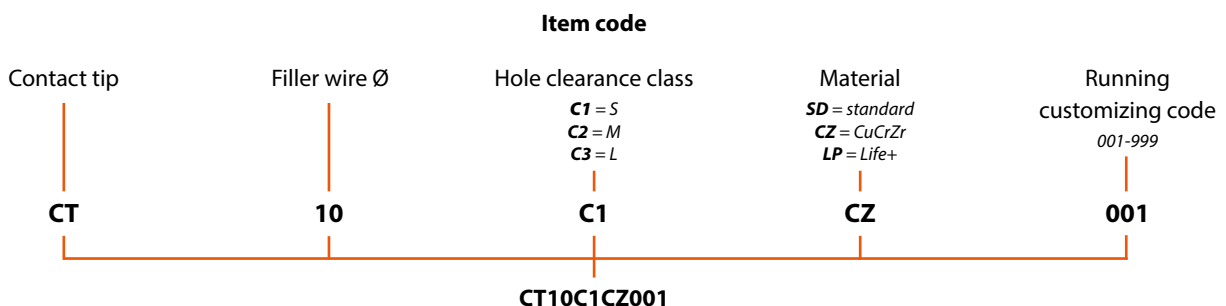 Item code
Contact tip
Filler wire Ø
Hole clearance class
C1 = S
C2 = M
C3 = L
Material
SD = standard
CZ = CuCrZr
LP = Life+
Running
customizing code
001-999
CT
10
C1
CZ
001
CT10C1CZ001